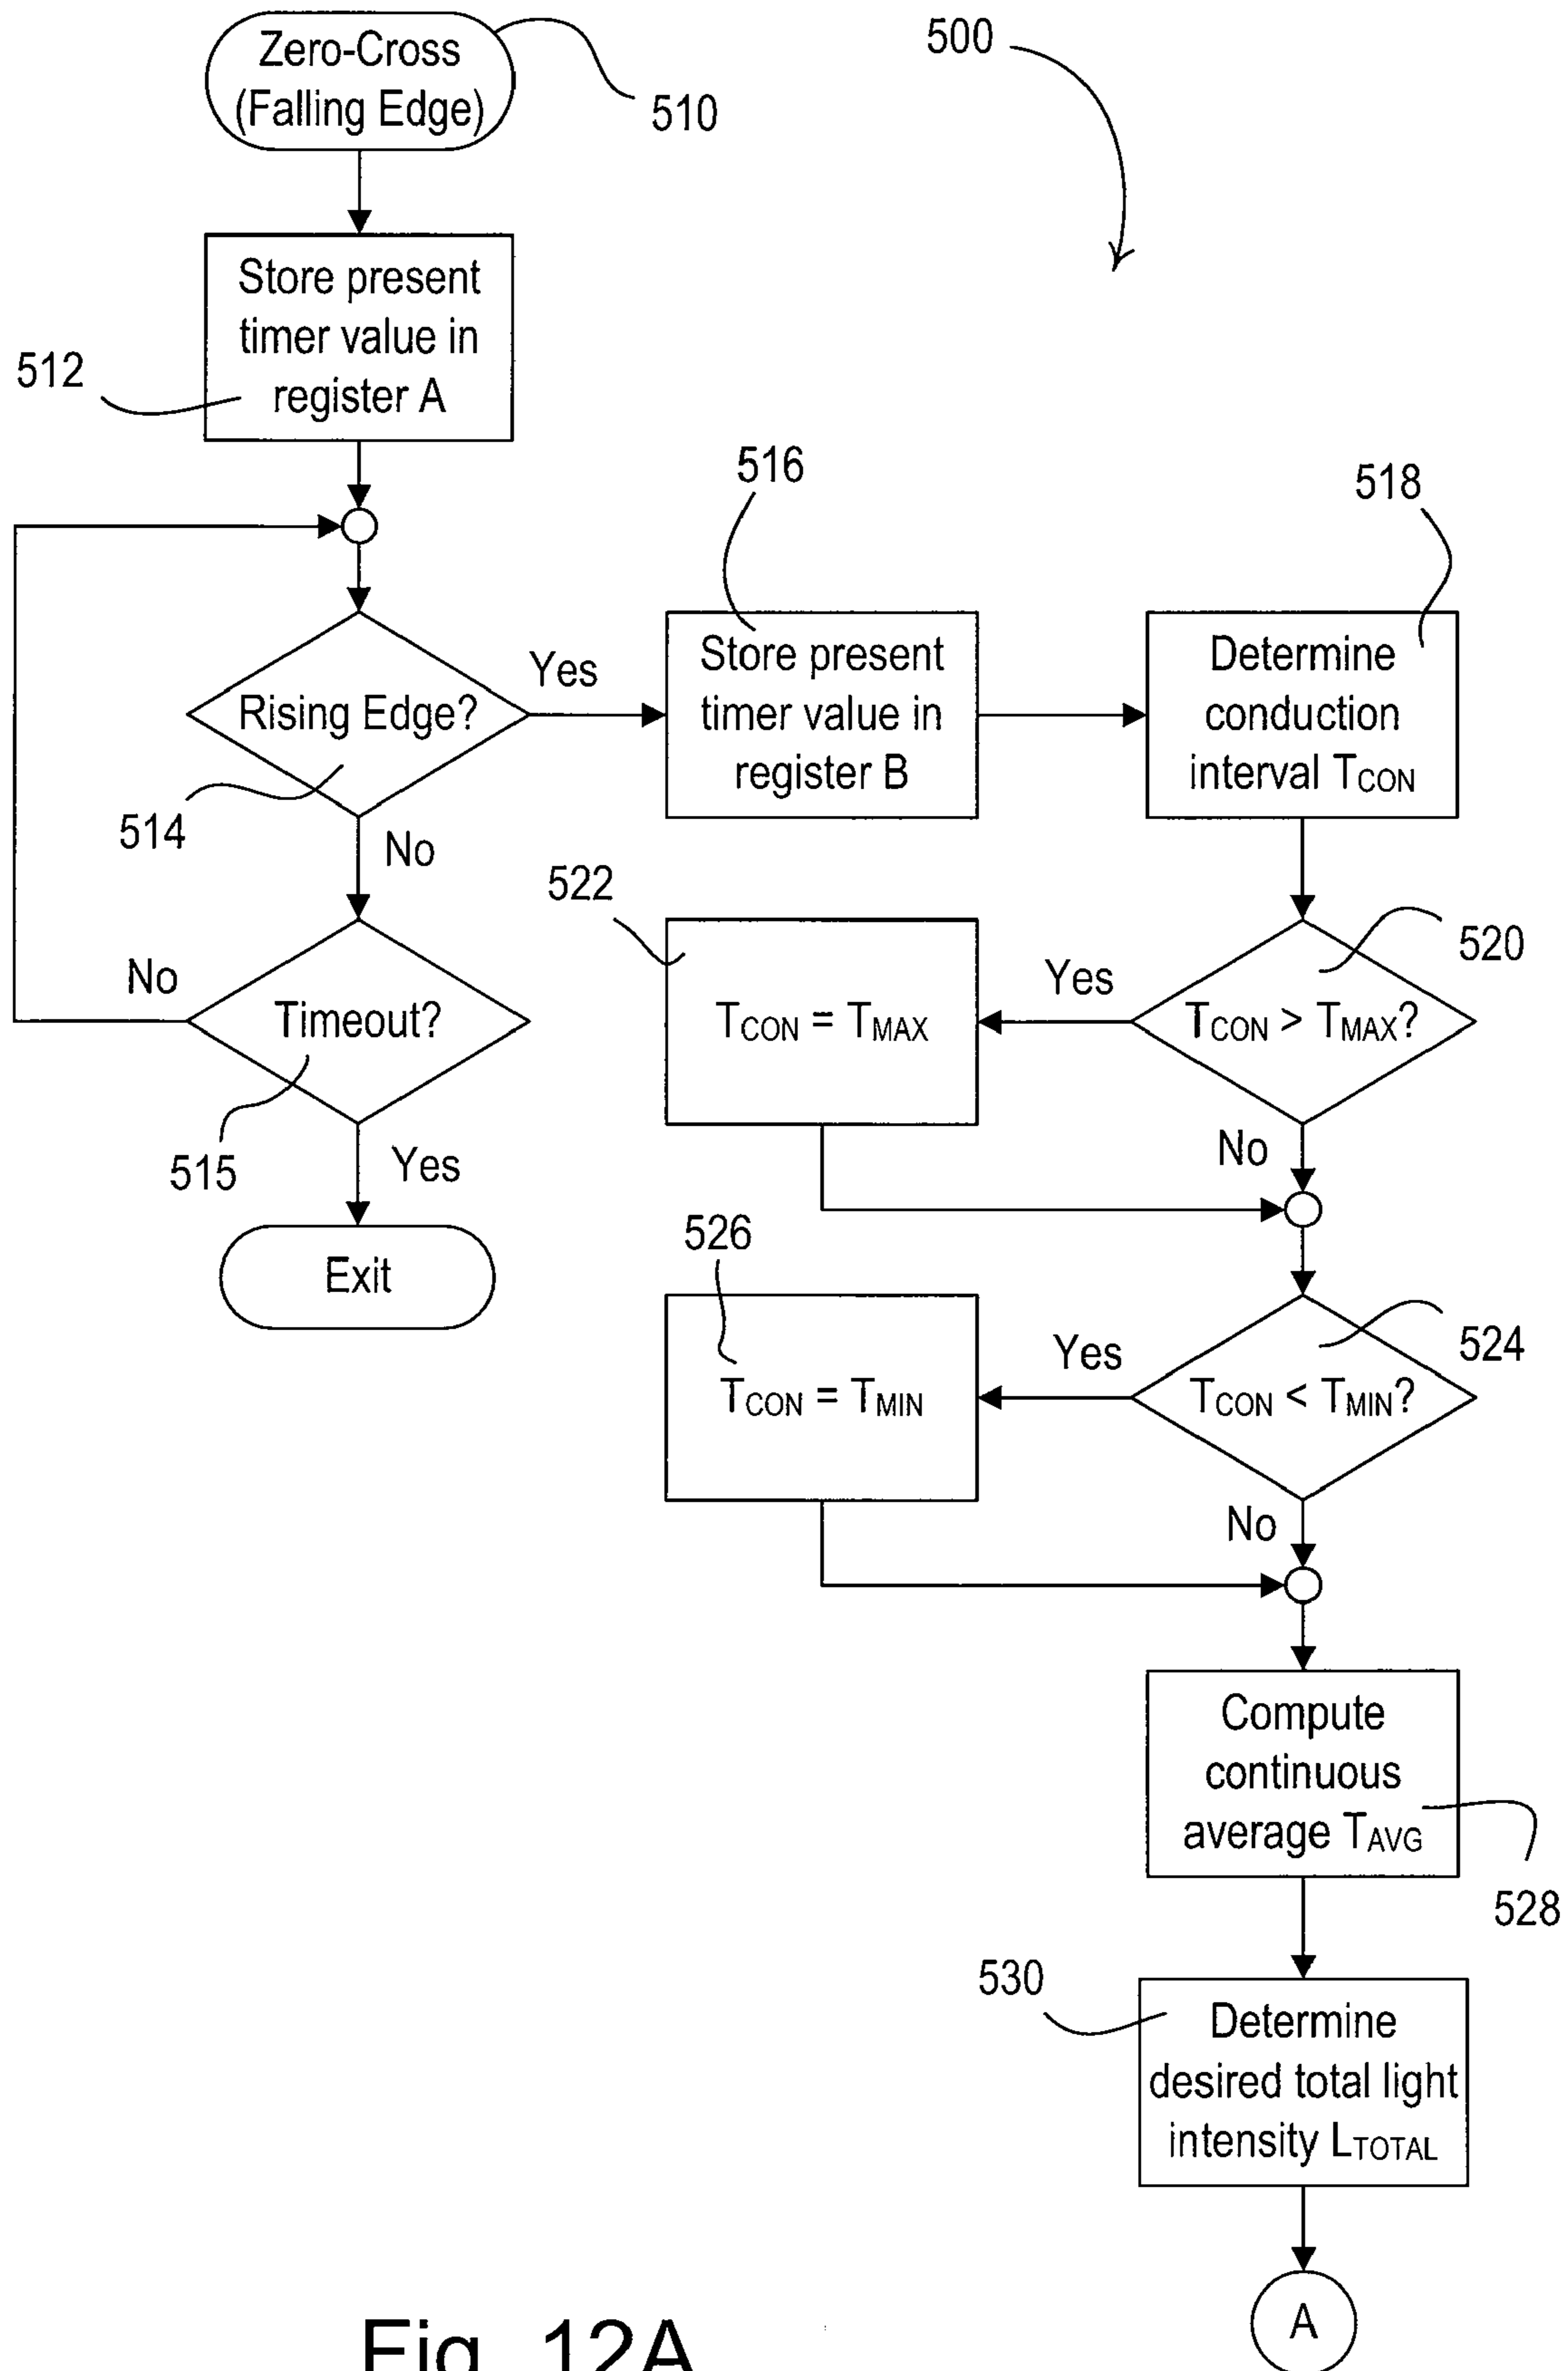 Zero-Cross
(Falling Edge)
510
500
Store present
timer value in
register A
512
516
518
Rising Edge?
Yes
Store present
timer value in
register B
Determine
conduction
interval TCON
514
No
522
520
No
Timeout?
TCON = TMAX
Yes
TCON > TMAX?
515
Yes
No
Exit
526
524
TCON = TMIN
Yes
TCON < TMIN?
No
Compute
continuous
average TAVG
528
530
Determine
desired total light
intensity LTOTAL
A
Fig. 12A